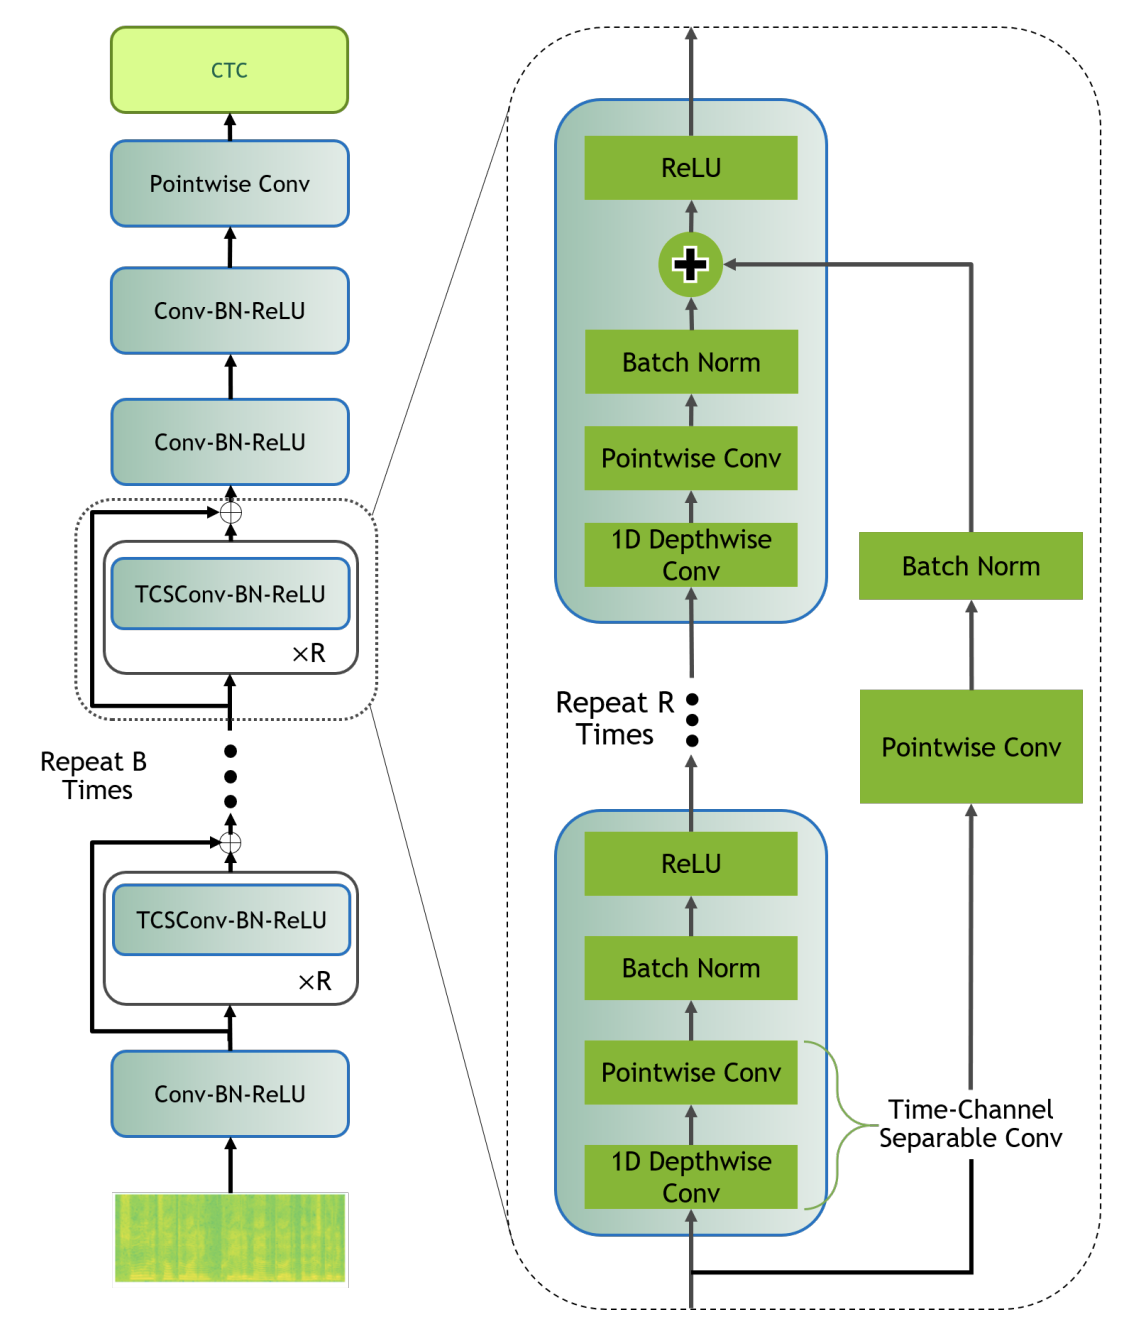 CTC
Pointwise Conv
Conv-BN-ReLU
Conv-BN-ReLU
TCSConv-BN-ReLU
×R
Repeat B
Times
TCSConv-BN-ReLU
×R
Conv-BN-ReLU
ReLU
Batch Norm
Pointwise Conv
1D Depthwise
Conv
Repeat R
Times
ReLU
Batch Norm
Pointwise Conv
1D Depthwise
Conv
Batch Norm
Pointwise Conv
Time-Channel
Separable Conv